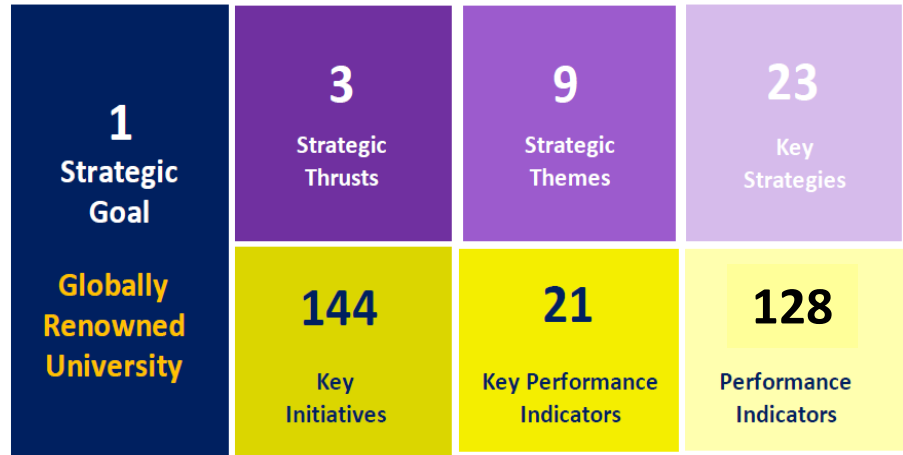 1
Strategic
Goal
Globally
Renowned
University
3
Strategic
Thrusts
9
Strategic
Themes
23
Key
Strategies
144
Key
Initiatives
21
Key Performance
Indicators
128
Performance
Indicators